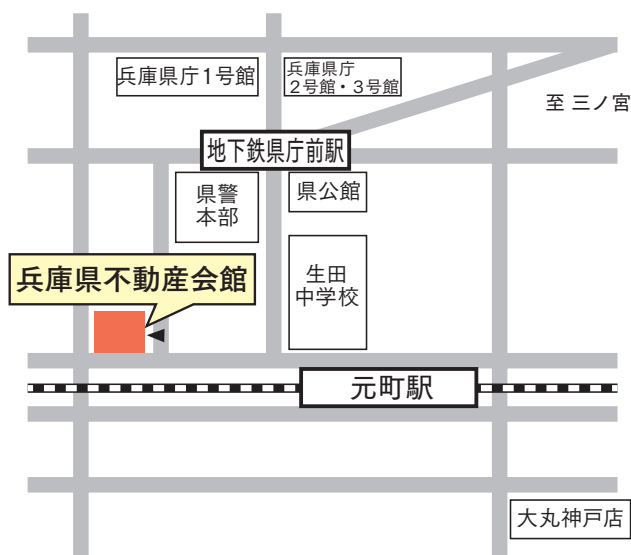 兵庫県庁1号館
兵庫県庁
2号館・3号館
至 三ノ宮
地下鉄県庁前駅
県警
本部
県公館
生田
中学校
兵庫県不動産会館
元町駅
大丸神戸店